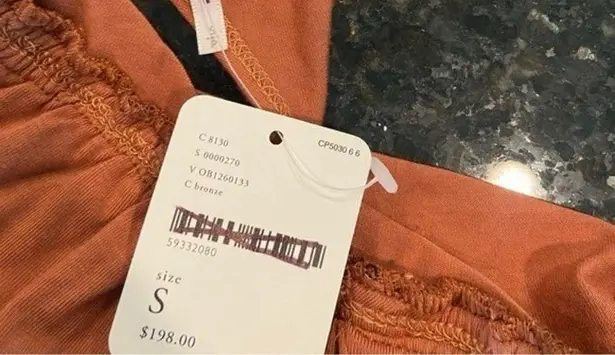 C 8130
CP5030 6 6
S 0000270
V OB1260133
C bronze
59332080
size
S
$198.00